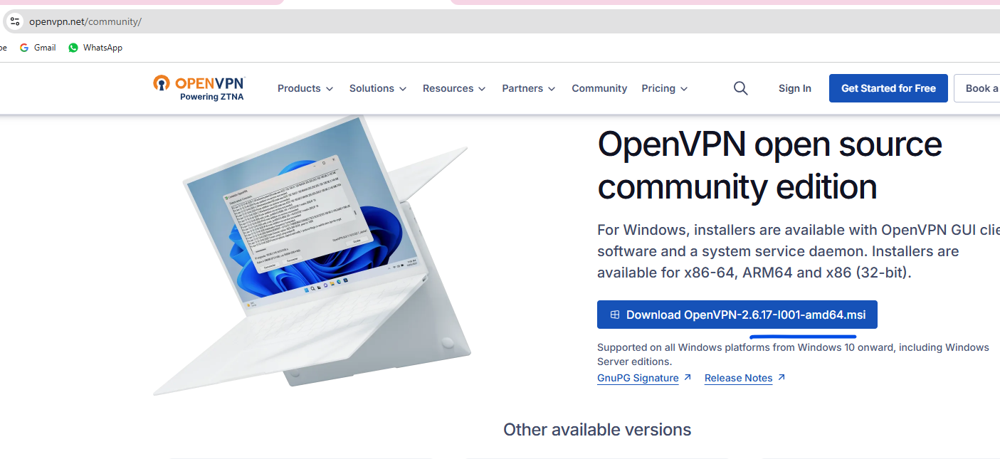 openvpn.net/community/
Gmail
WhatsApp
OPENVPN
Powering ZTNA
Products
Solutions
Resources
Partners
Community
Pricing
Sign In
Get Started for Free
Book a
OpenVPN open source
community edition
For Windows, installers are available with OpenVPN GUI
software and a system service daemon. Installers are
available for x86-64, ARM64 and x86 (32-bit).
Download OpenVPN-2.6.17-I001-amd64.msi
Supported on all Windows platforms from Windows 10 onward, including Windows
Server editions.
GnuPG Signature
Release Notes
Other available versions